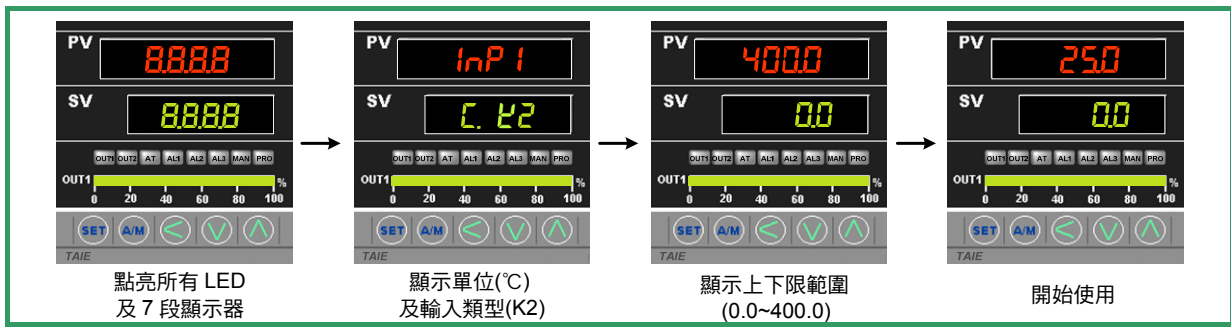 PV 8.8.8.8
SV 8.8.8.8
OUT1 OUT2 AT AL1 AL2 AL3 MAN PRO
OUT1 %
0 20 40 60 80 100
SET A/M
TAIE
點亮所有 LED
及 7 段顯示器
PV InP1
SV C. K2
OUT1 OUT2 AT AL1 AL2 AL3 MAN PRO
OUT1 %
0 20 40 60 80 100
SET A/M
TAIE
顯示單位(℃)
及輸入類型(K2)
PV 400.0
SV 0.0
OUT1 OUT2 AT AL1 AL2 AL3 MAN PRO
OUT1 %
0 20 40 60 80 100
SET A/M
TAIE
顯示上下限範圍
(0.0~400.0)
PV 25.0
SV 0.0
OUT1 OUT2 AT AL1 AL2 AL3 MAN PRO
OUT1 %
0 20 40 60 80 100
SET A/M
TAIE
開始使用